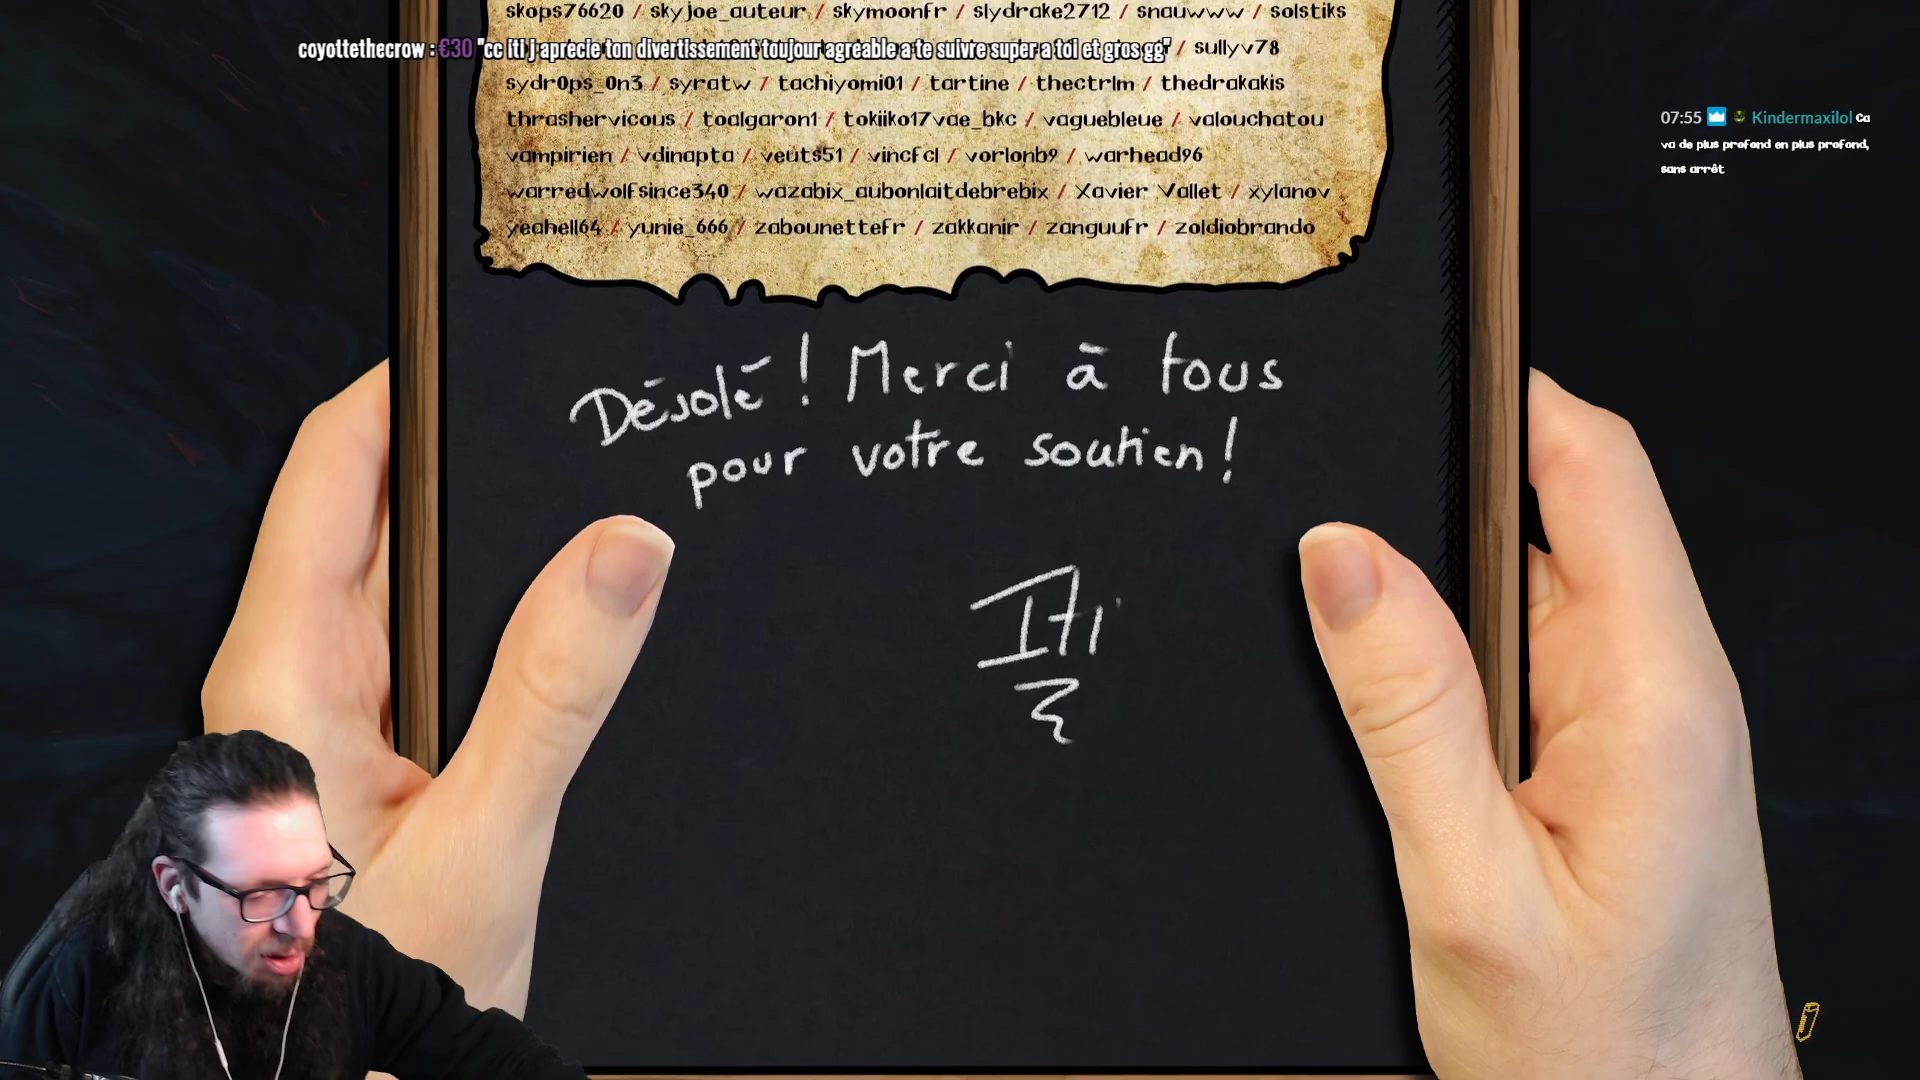 skops76620 / skyjoe_auteur / skymoonfr / slydrake2712 / snauwww / solstiks
coyottethecrow : €30 "cc iti j aprecie ton divertissement toujour agreable a te suivre super a toi et gros gg"
/ sullyv78
sydr0ps_0n3 / syratw / tachiyomi01 / tartine / thectrlm / thedrakakis
thrashervicous / toalgaron1 / tokiiko17vae_bkc / vaguebleue / valouchatou
vampirien / vdinapta / veuts51 / vincfcl / vorlonb9 / warhead96
warredwolfsince340 / wazabix_aubonlaitdebrebix / Xavier Vallet / xylanov
yeahell64 / yunie_666 / zabounettefr / zakkanir / zanguufr / zoldiobrando
07:55 Kindermaxilol Ca
va de plus profond en plus profond,
sans arrêt
Désolé ! Merci à tous
pour votre soutien !
Iti